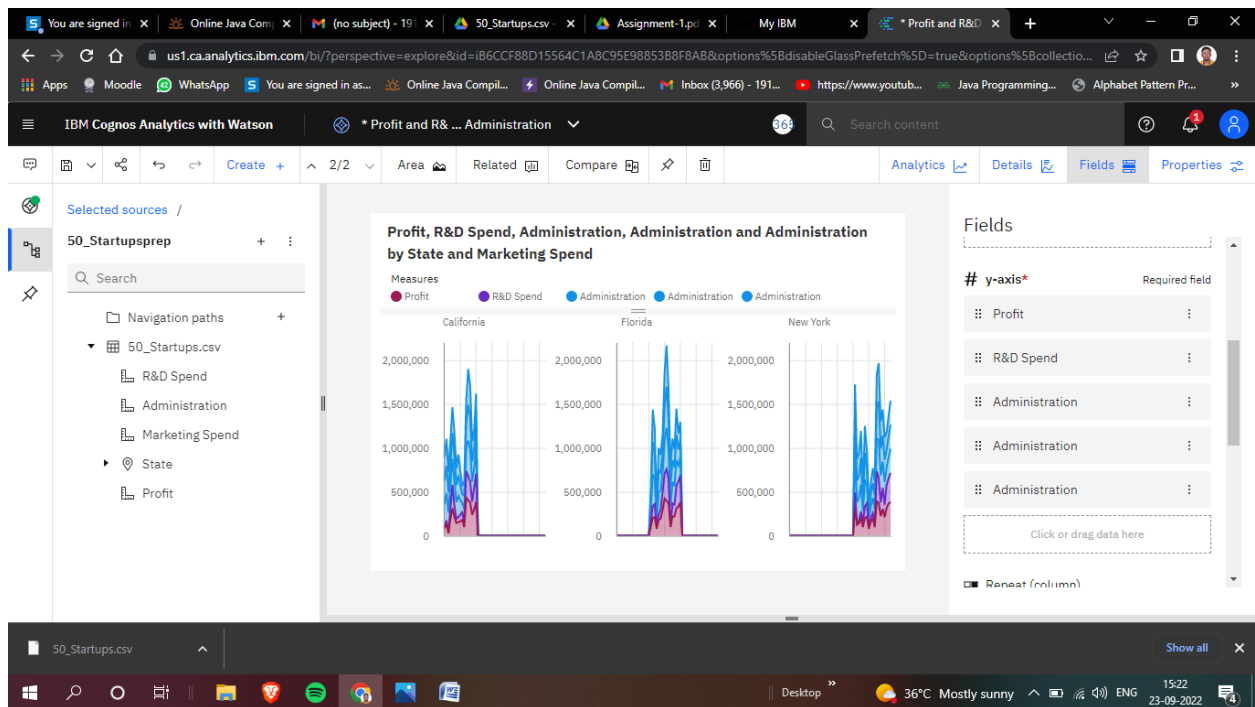 You are signed in
Online Java Com
(no subject) - 191
50_Startups.csv -
Assignment-1.pd
My IBM
* Profit and R&D
us1.ca.analytics.ibm.com/bi/?perspective=explore&id=iB6CCF88D15564C1A8C95E98853B8F8AB&options%5BdisableGlassPrefetch%5D=true&options%5Bcollectio...
Apps
Moodle
WhatsApp
You are signed in as...
Online Java Compil...
Online Java Compil...
Inbox (3,966) - 191...
https://www.youtub...
Java Programming...
Alphabet Pattern Pr...
»
IBM Cognos Analytics with Watson
* Profit and R& ... Administration
365
Search content
1
Create +
2/2
Area
Related
Compare
Analytics
Details
Fields
Properties
Selected sources /
50_Startupsprep
Search
Navigation paths
50_Startups.csv
R&D Spend
Administration
Marketing Spend
State
Profit
Profit, R&D Spend, Administration, Administration and Administration
by State and Marketing Spend
Measures
Profit R&D Spend Administration Administration Administration
California Florida New York
2,000,000 2,000,000 2,000,000
1,500,000 1,500,000 1,500,000
1,000,000 1,000,000 1,000,000
500,000 500,000 500,000
0 0 0
Fields
# y-axis* Required field
Profit
R&D Spend
Administration
Administration
Administration
Click or drag data here
Repeat (column)
50_Startups.csv
Show all
Desktop
»
36°C Mostly sunny
ENG
15:22
23-09-2022
4